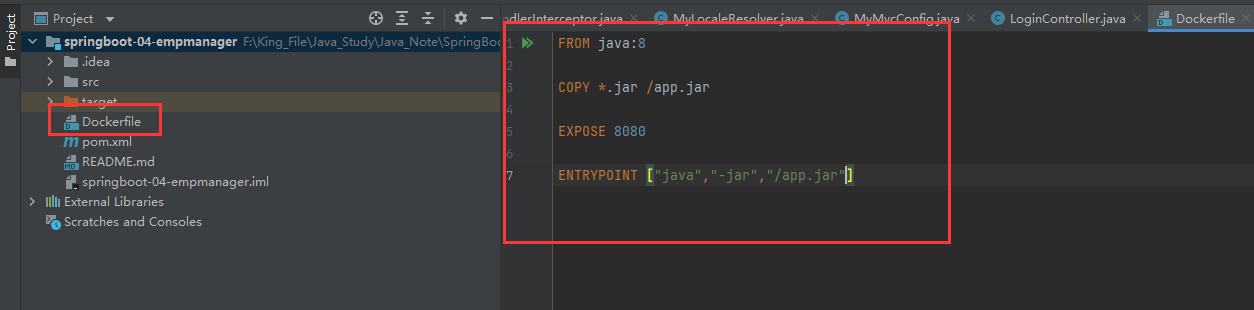 Project
Project
ndlerInterceptor.java
MyLocaleResolver.java
MyMvcConfig.java
LoginController.java
Dockerfile
springboot-04-empmanager F:\King_File\Java_Study\Java_Note\SpringBoo
.idea
src
target
Dockerfile
pom.xml
README.md
springboot-04-empmanager.iml
External Libraries
Scratches and Consoles
1 FROM java:8
2
3 COPY *.jar /app.jar
4
5 EXPOSE 8080
6
7 ENTRYPOINT ["java","-jar","/app.jar"]